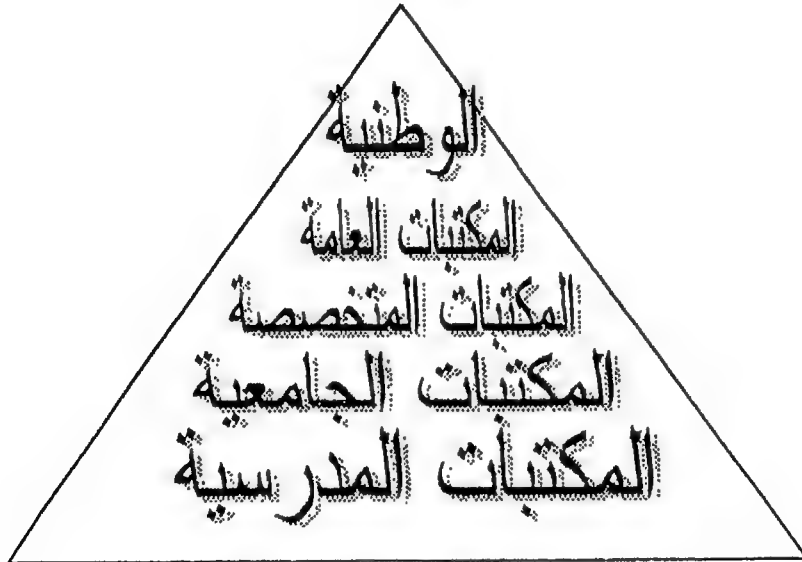 الوطنية
المكتبات العامة
المكتبات المتخصصة
المكتبات الجامعية
المكتبات المدرسية